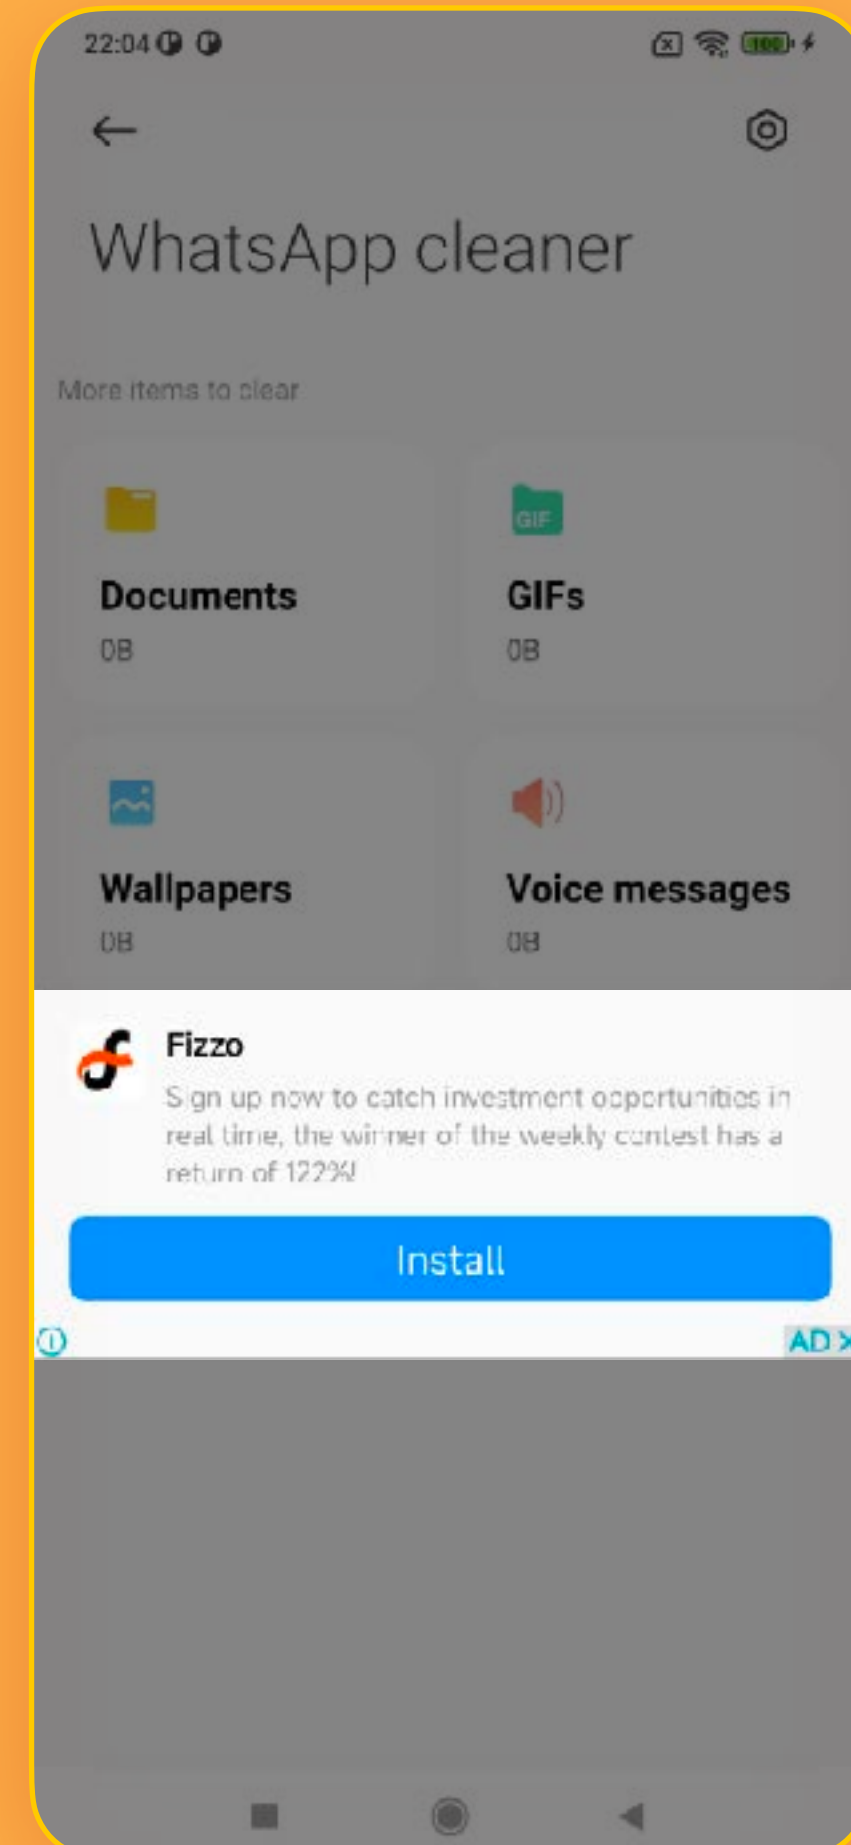 22:04
100
WhatsApp cleaner
More items to clear
GIF
Documents
GIFs
0B
0B
Wallpapers
Voice messages
0B
0B
Fizzo
Sign up now to catch investment opportunities in
real time, the winner of the weekly contest has a
return of 122%!
Install
AD X